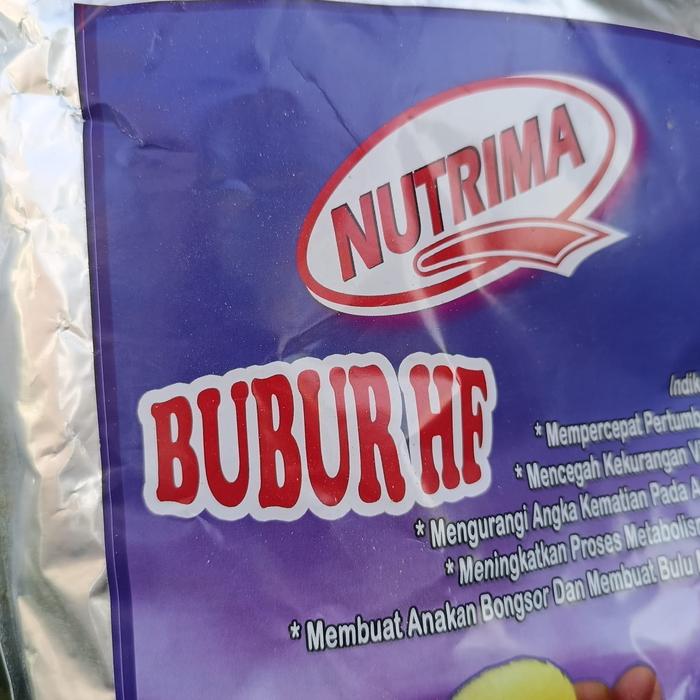 NUTRIMA
BUBUR HF
* Mempercepat
* Mencegah Kekurangan
* Mengurangi Angka Kematian Pada
* Meningkatkan Proses
* Membuat Anakan Bongsor Dan Membuat Bulu